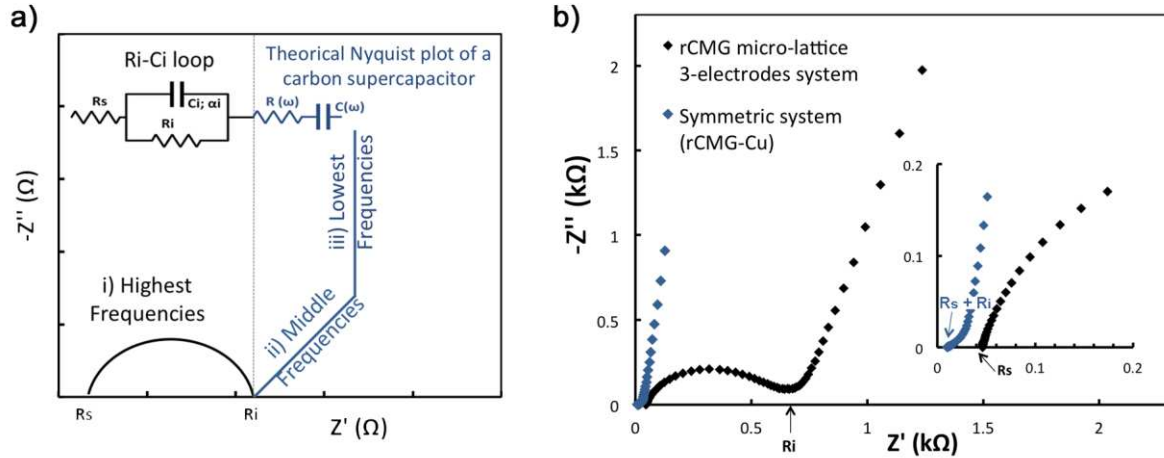 a)
Theorical Nyquist plot of a
carbon supercapacitor
Ri-Ci loop
Rs
Ci; αi
Ri
R (ω)
C(ω)
-Z'' (Ω)
i) Highest
Frequencies
ii) Middle
Frequencies
iii) Lowest
Frequencies
Rs
Ri
Z' (Ω)
b)
-Z'' (kΩ)
2
1.5
1
0.5
0
rCMG micro-lattice
3-electrodes system
Symmetric system
(rCMG-Cu)
0.2
0.1
0
Rs + Ri
0
0.1
0.2
Rs
0
0.5
1
1.5
2
Ri
Z' (kΩ)